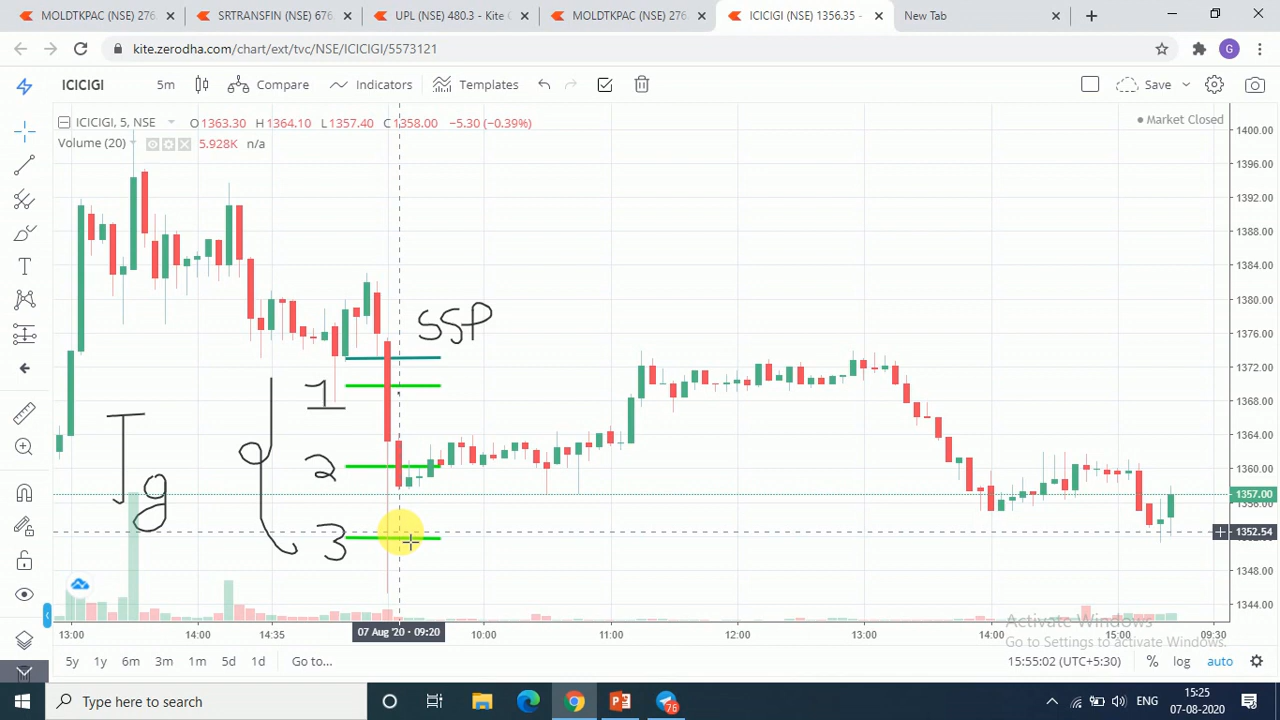 MOLDTKPAC (NSE) 276
SRTRANSFIN (NSE) 676
UPL (NSE) 480.3 - Kite C
MOLDTKPAC (NSE) 276
ICICIGI (NSE) 1356.35 -
New Tab
kite.zerodha.com/chart/ext/tvc/NSE/ICICIGI/5573121
G
ICICIGI 5m Compare Indicators Templates Save
ICICIGI, 5, NSE O1363.30 H1364.10 L1357.40 C1358.00 −5.30 (−0.39%)
Market Closed
Volume (20) 5.928K n/a
1400.00
1396.00
1392.00
1388.00
1384.00
1380.00
1376.00
1372.00
1368.00
1364.00
1360.00
1357.00
1356.00
1352.54
1348.00
1344.00
SSP
1
2
3
g
13:00 14:00 14:35 07 Aug '20 - 09:20 10:00 11:00 12:00 13:00 14:00 15:00 09:30
Activate Windows
Go to Settings to activate Windows.
5y 1y 6m 3m 1m 5d 1d Go to... 15:55:02 (UTC+5:30) % log auto
Type here to search
76
ENG
15:25
07-08-2020